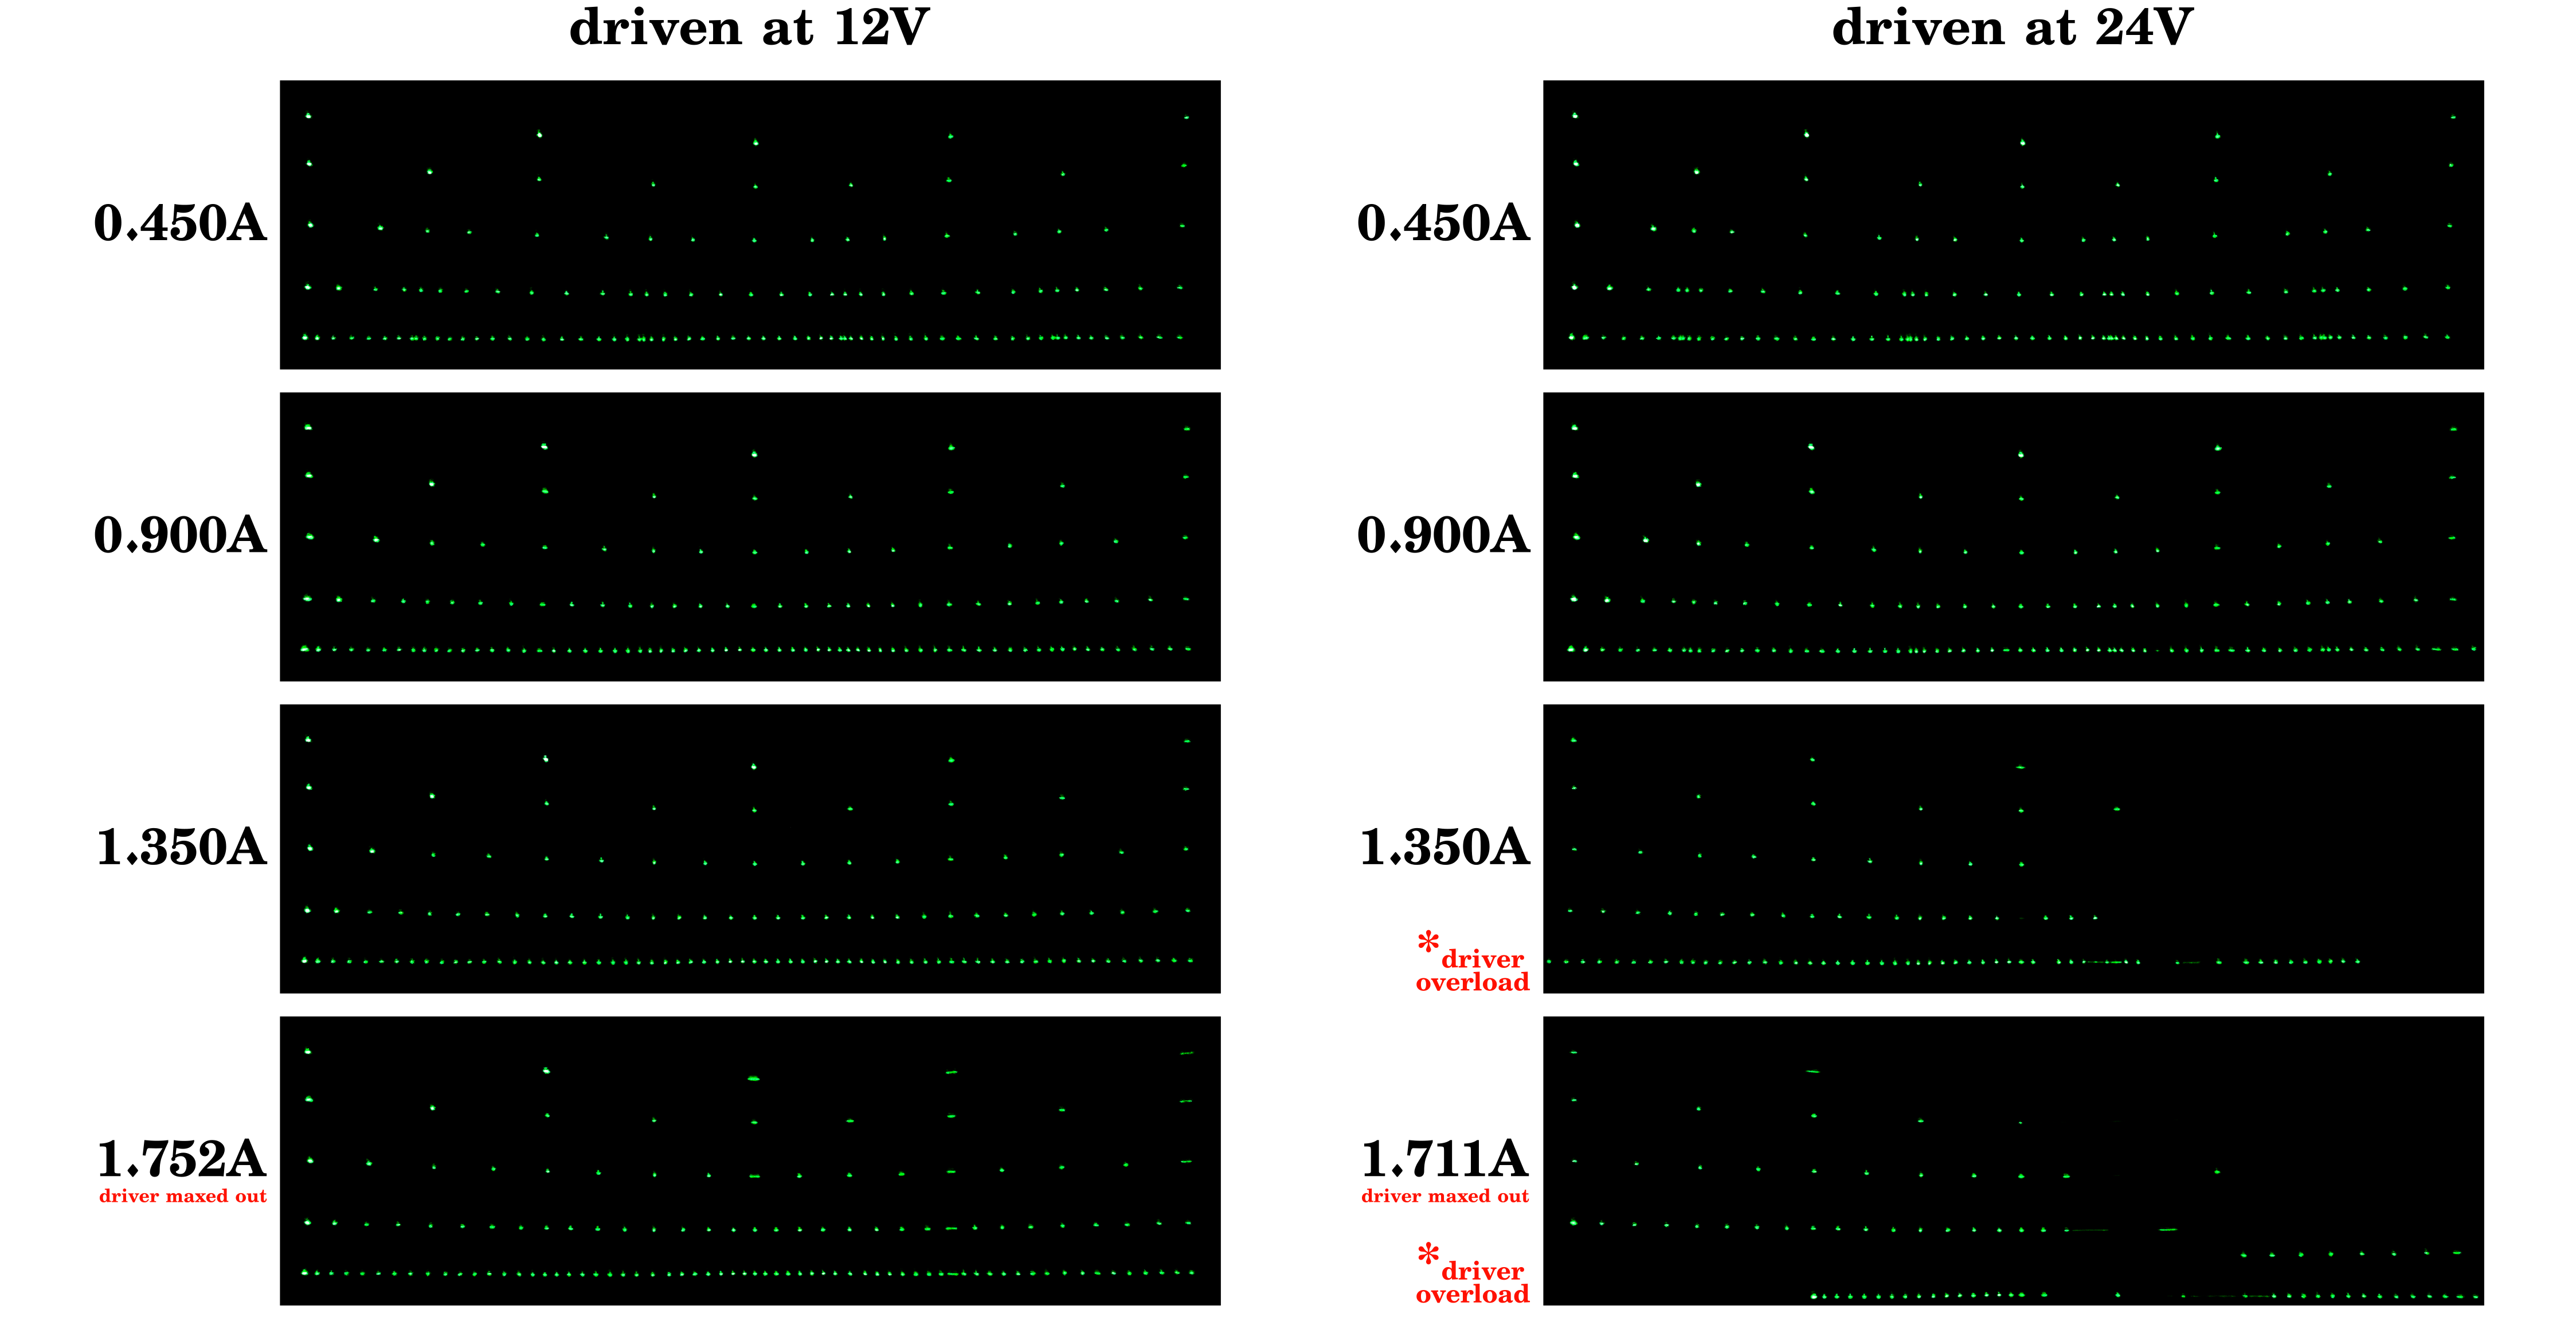 driven at 12V
driven at 24V
0.450A
0.450A
0.900A
0.900A
1.350A
1.350A
*driver
overload
1.752A
driver maxed out
1.711A
driver maxed out
*driver
overload